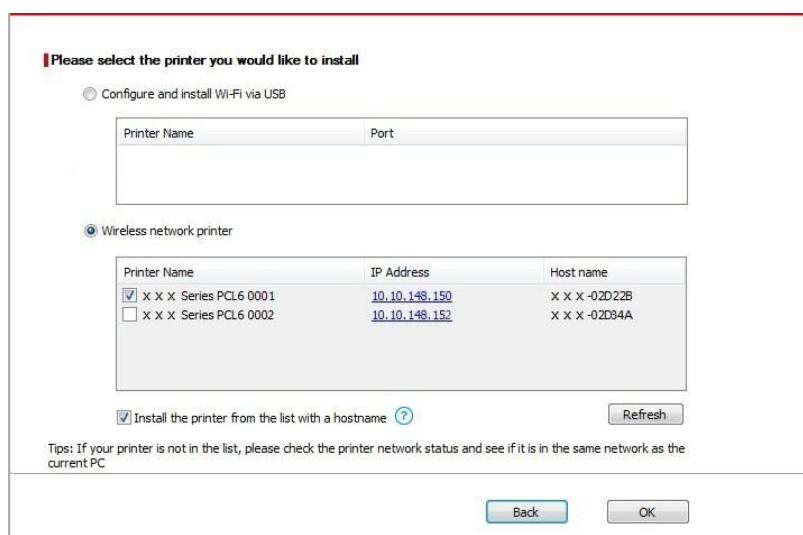 Please select the printer you would like to install
Configure and install Wi-Fi via USB
Printer Name Port
Wireless network printer
Printer Name IP Address Host name
X X X Series PCL6 0001 10.10.148.150 X X X -02D22B
X X X Series PCL6 0002 10.10.148.152 X X X -02D34A
Install the printer from the list with a hostname ? Refresh
Tips: If your printer is not in the list, please check the printer network status and see if it is in the same network as the
current PC
Back OK